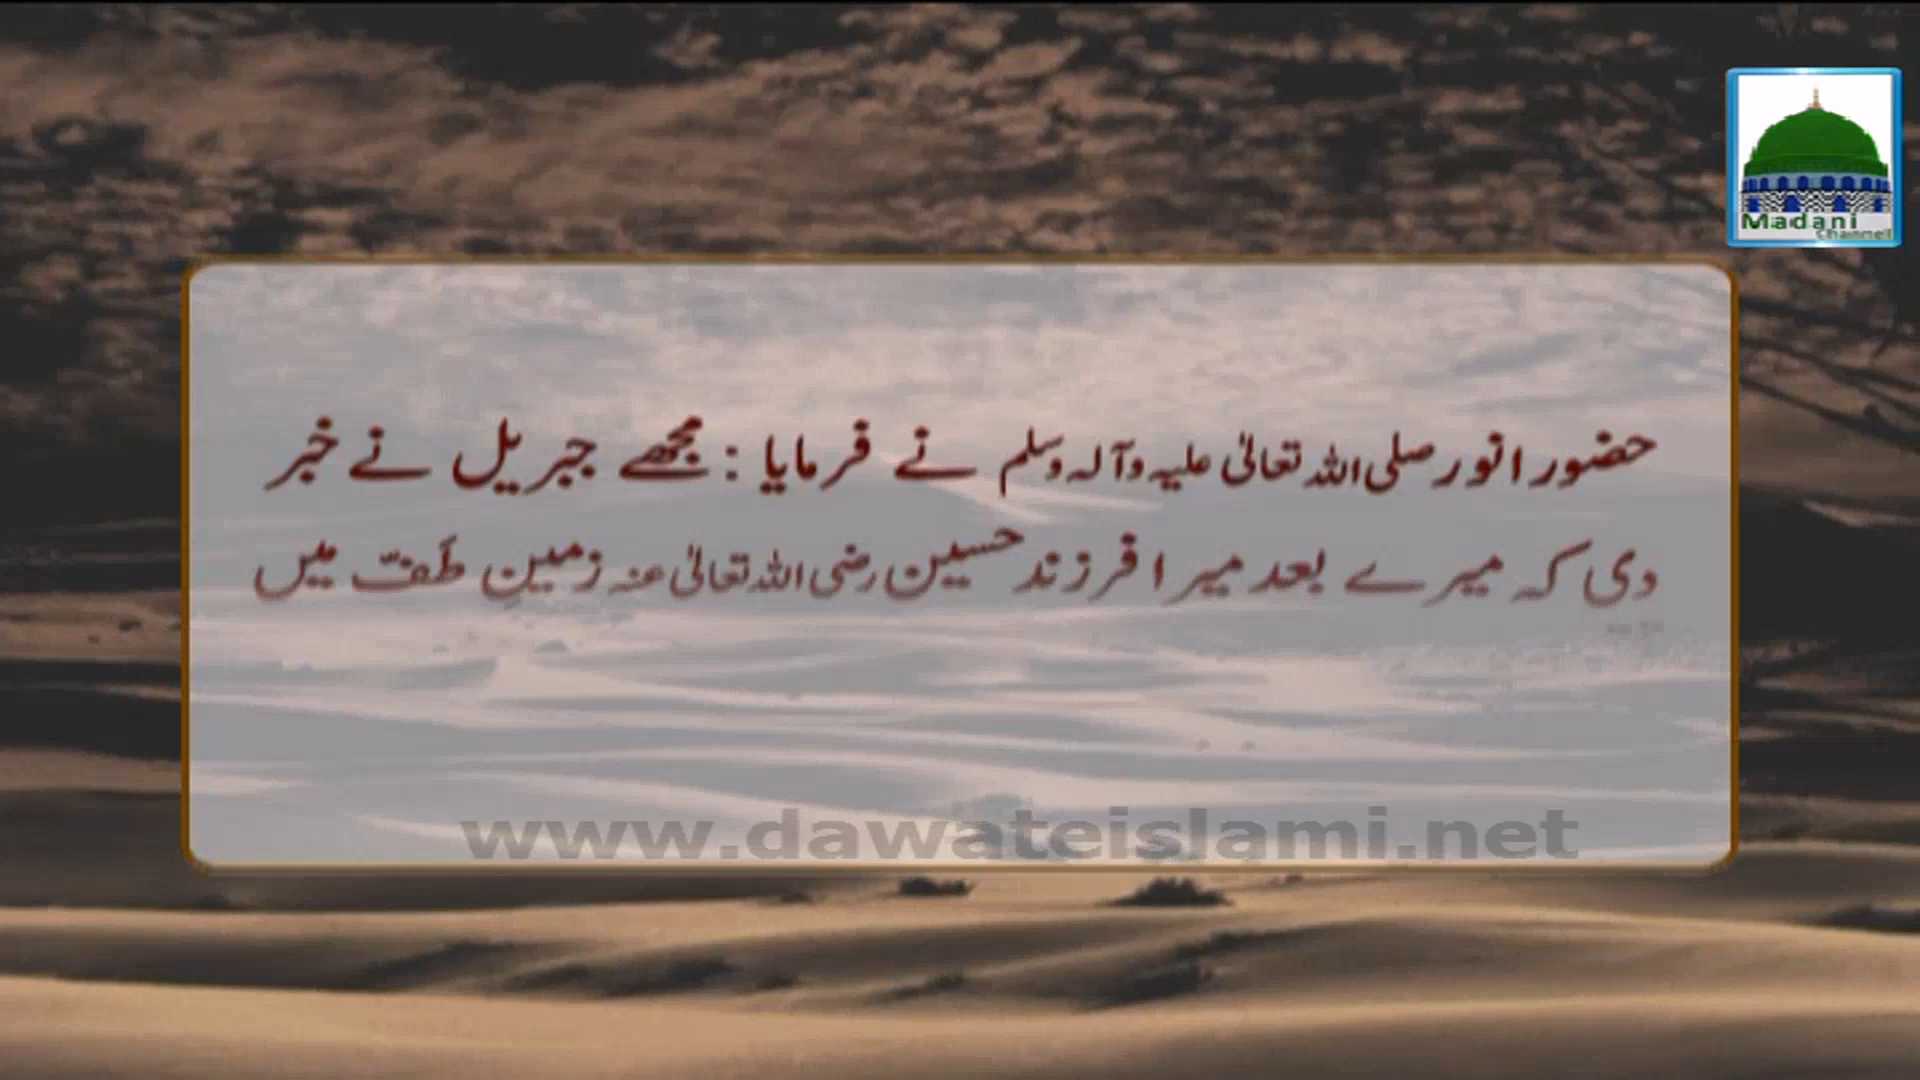 Madani
Channel
حضور انور صلی اللہ تعالیٰ علیہ وآلہ وسلم نے فرمایا : مجھے جبریل نے خبر
دی کہ میرے بعد میرا فرزند حسین رضی اللہ تعالیٰ عنہ زمینِ طَفّ میں
www.dawateislami.net